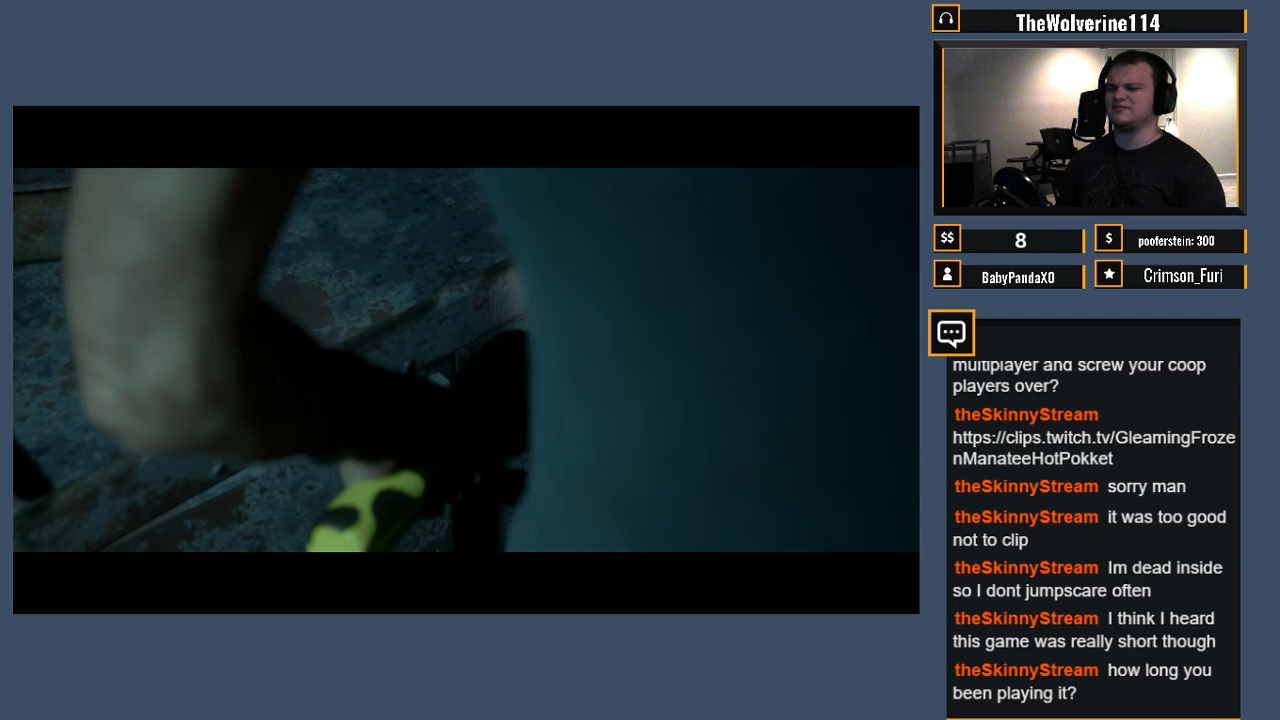 TheWolverine114
$$
8
$
pooferstein: 300
BabyPandaXO
Crimson_Furi
multiplayer and screw your coop
players over?
theSkinnyStream
https://clips.twitch.tv/GleamingFroze
nManateeHotPokket
theSkinnyStream sorry man
theSkinnyStream it was too good
not to clip
theSkinnyStream Im dead inside
so I dont jumpscare often
theSkinnyStream I think I heard
this game was really short though
theSkinnyStream how long you
been playing it?